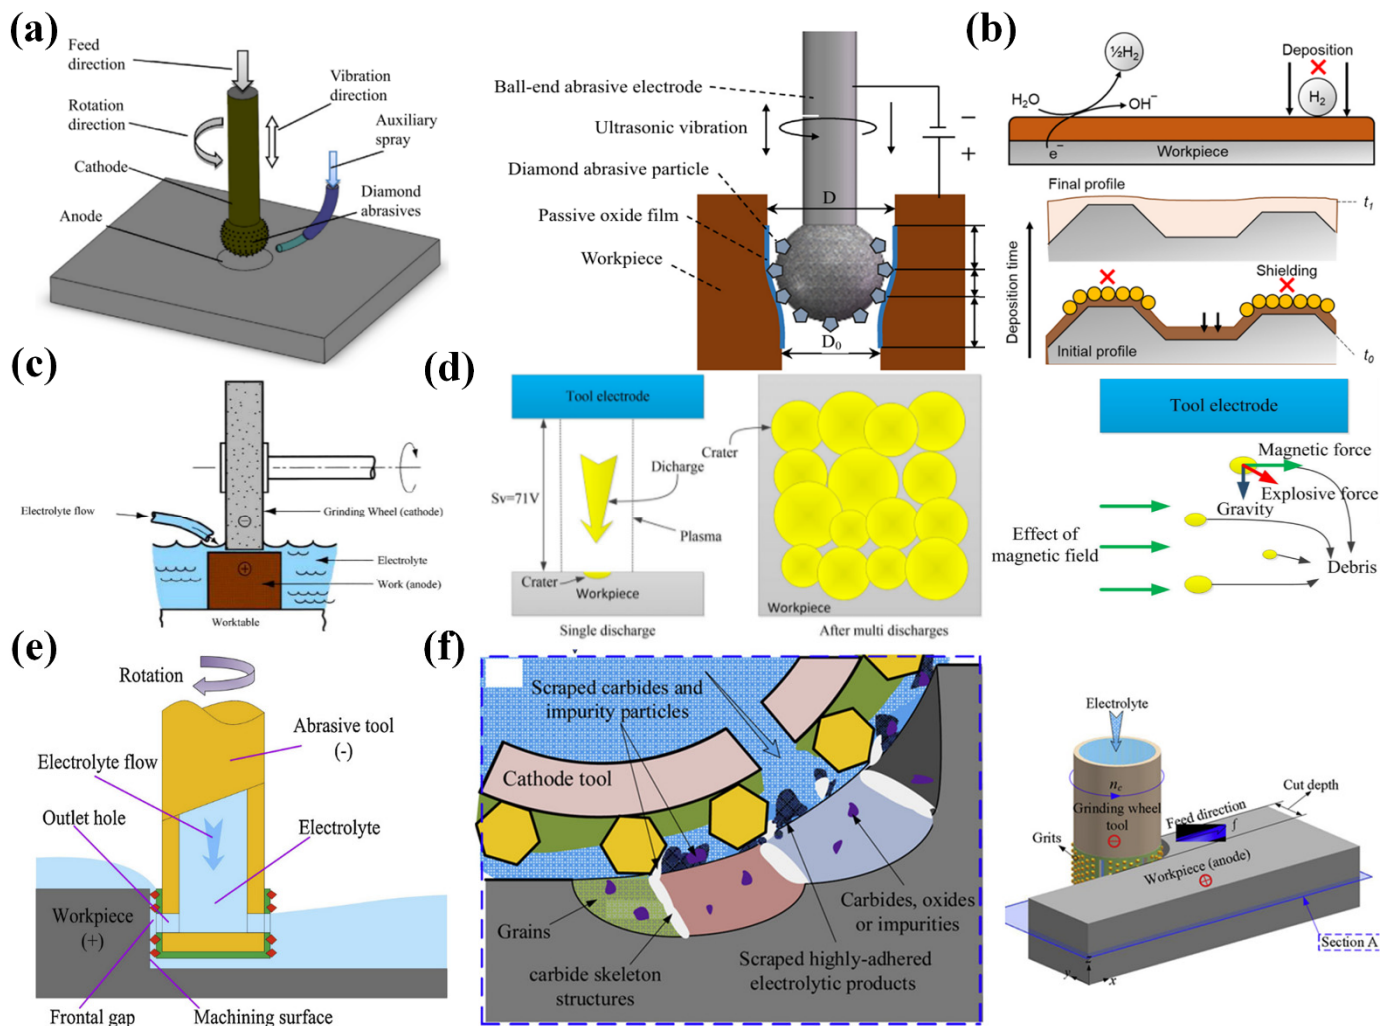 (a)
Feed
direction
Vibration
direction
Rotation
direction
Auxiliary
spray
Cathode
Diamond
abrasives
Anode
Ball-end abrasive electrode
Ultrasonic vibration
Diamond abrasive particle
Passive oxide film
Workpiece
D
D₀
−
+
(b)
½H₂
Deposition
H₂O
OH⁻
H₂
e⁻
Workpiece
Final profile
t₁
Deposition time
Shielding
Initial profile
t₀
(c)
Electrolyte flow
Grinding Wheel (cathode)
Electrolyte
Work (anode)
Worktable
(d)
Tool electrode
Sv=71V
Dicharge
Plasma
Crater
Workpiece
Single discharge
Crater
Workpiece
After multi discharges
Tool electrode
Magnetic force
Explosive force
Gravity
Effect of
magnetic field
Debris
(e)
Rotation
Abrasive tool
(-)
Electrolyte flow
Outlet hole
Electrolyte
Workpiece
(+)
Frontal gap
Machining surface
(f)
Scraped carbides and
impurity particles
Cathode tool
Grains
carbide skeleton
structures
Carbides, oxides
or impurities
Scraped highly-adhered
electrolytic products
Electrolyte
n_c
Grinding wheel
tool
Feed direction
f
Cut depth
Grits
Workpiece (anode)
Section A
y
x